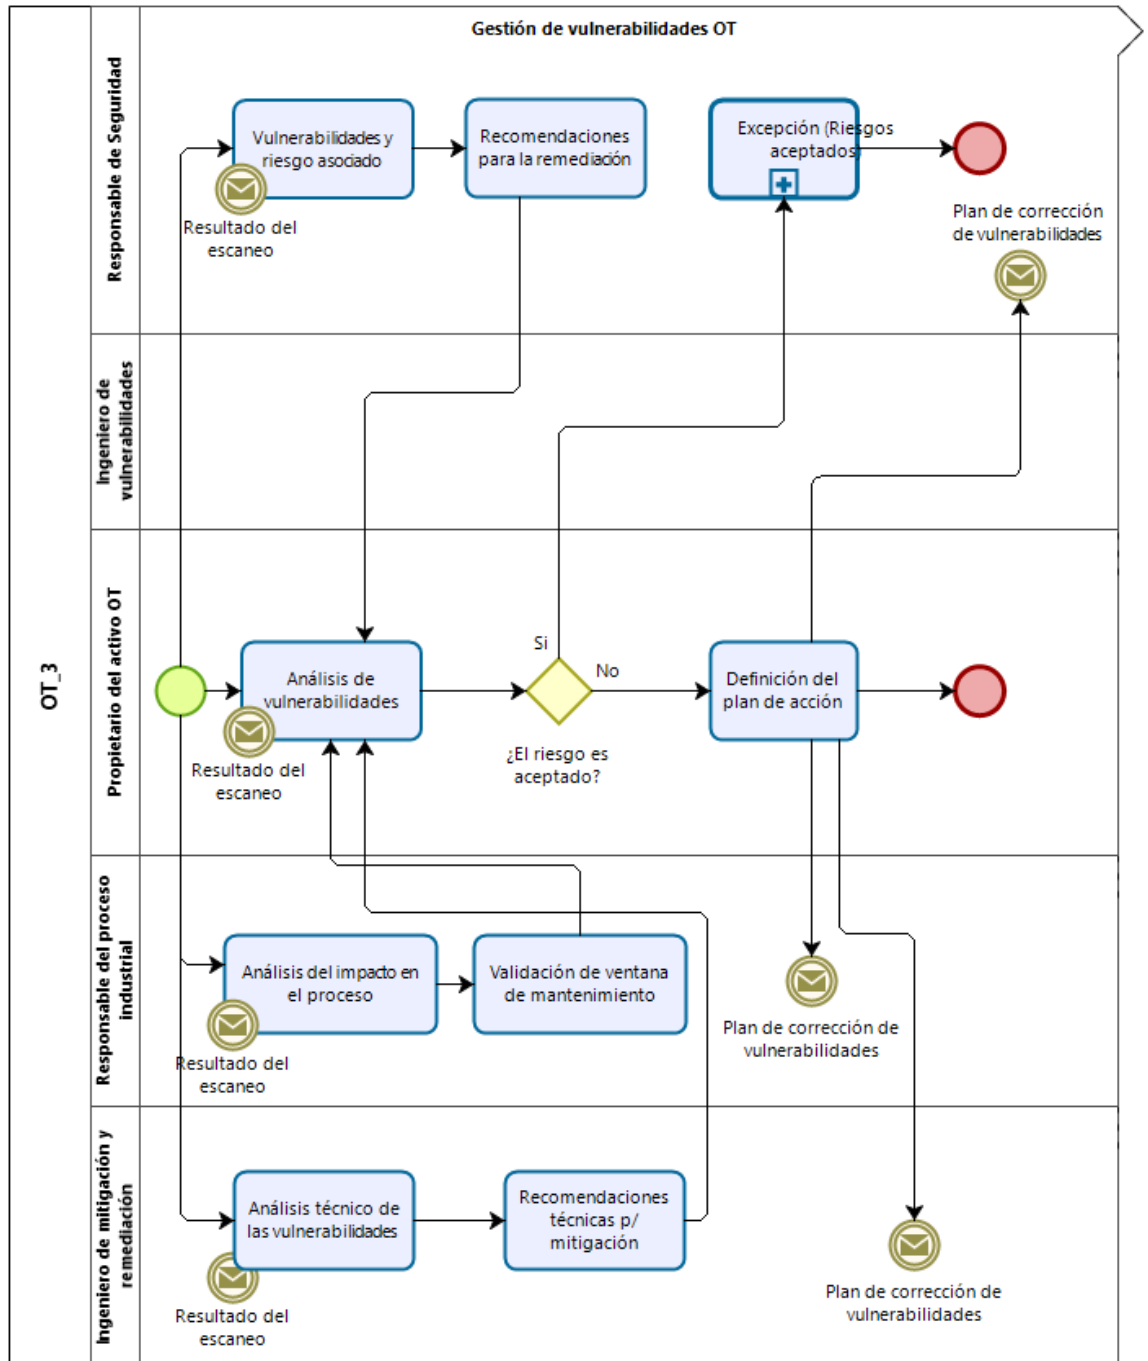 Gestión de vulnerabilidades OT
OT_3
Responsable de Seguridad
Vulnerabilidades y
riesgo asociado
Resultado del
escaneo
Recomendaciones
para la remediación
Excepción (Riesgos
aceptados)
Plan de corrección
de vulnerabilidades
Ingeniero de
vulnerabilidades
Propietario del activo OT
Análisis de
vulnerabilidades
Resultado del
escaneo
Si
No
¿El riesgo es
aceptado?
Definición del
plan de acción
Responsable del proceso
industrial
Análisis del impacto en
el proceso
Resultado del
escaneo
Validación de ventana
de mantenimiento
Plan de corrección de
vulnerabilidades
Ingeniero de mitigación y
remediación
Análisis técnico de
las vulnerabilidades
Resultado del
escaneo
Recomendaciones
técnicas p/
mitigación
Plan de corrección de
vulnerabilidades